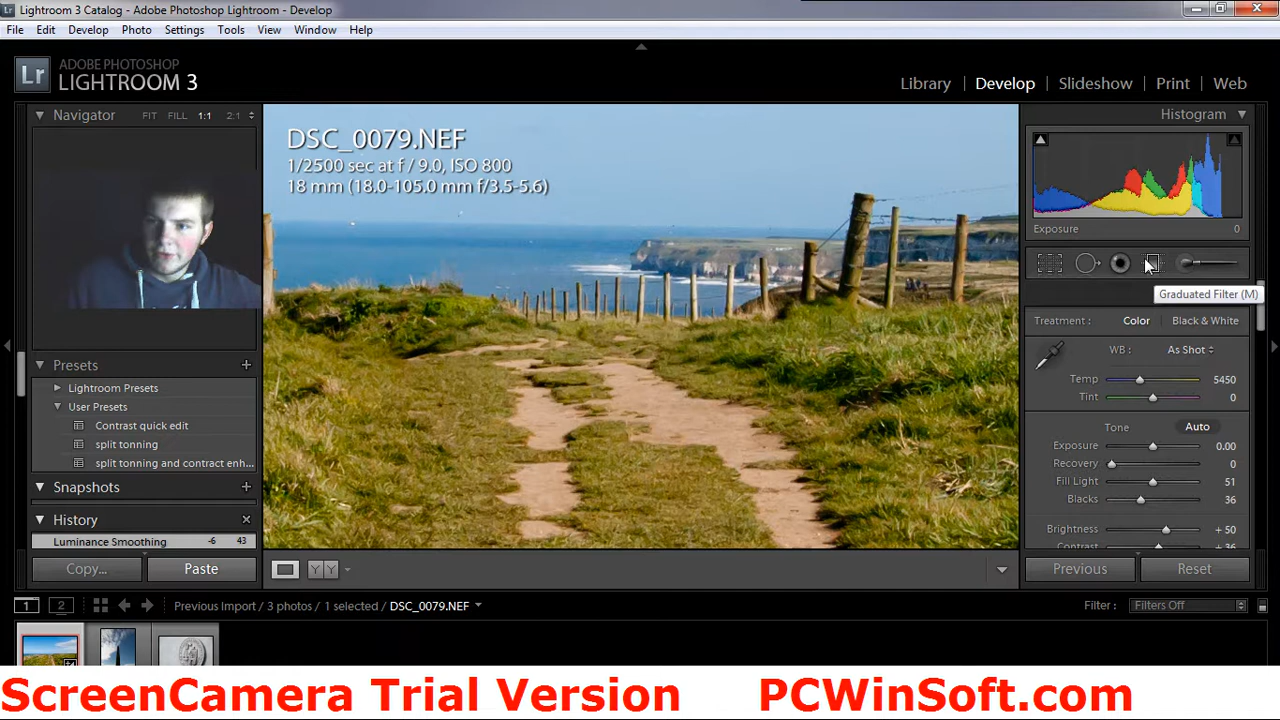 Lightroom 3 Catalog - Adobe Photoshop Lightroom - Develop
File Edit Develop Photo Settings Tools View Window Help
Lr
ADOBE PHOTOSHOP
LIGHTROOM 3
Library | Develop | Slideshow | Print | Web
Navigator FIT FILL 1:1 2:1
DSC_0079.NEF
1/2500 sec at f / 9.0, ISO 800
18 mm (18.0-105.0 mm f/3.5-5.6)
Histogram
Exposure 0
Graduated Filter (M)
Treatment : Color Black & White
WB : As Shot
Temp 5450
Tint 0
Tone Auto
Exposure 0.00
Recovery 0
Fill Light 51
Blacks 36
Brightness + 50
Contrast + 36
Previous Reset
Presets
Lightroom Presets
User Presets
Contrast quick edit
split tonning
split tonning and contract enh...
Snapshots
History
Luminance Smoothing -6 43
Copy... Paste
YY
1 2 Previous Import / 3 photos / 1 selected / DSC_0079.NEF Filter : Filters Off
ScreenCamera Trial Version PCWinSoft.com